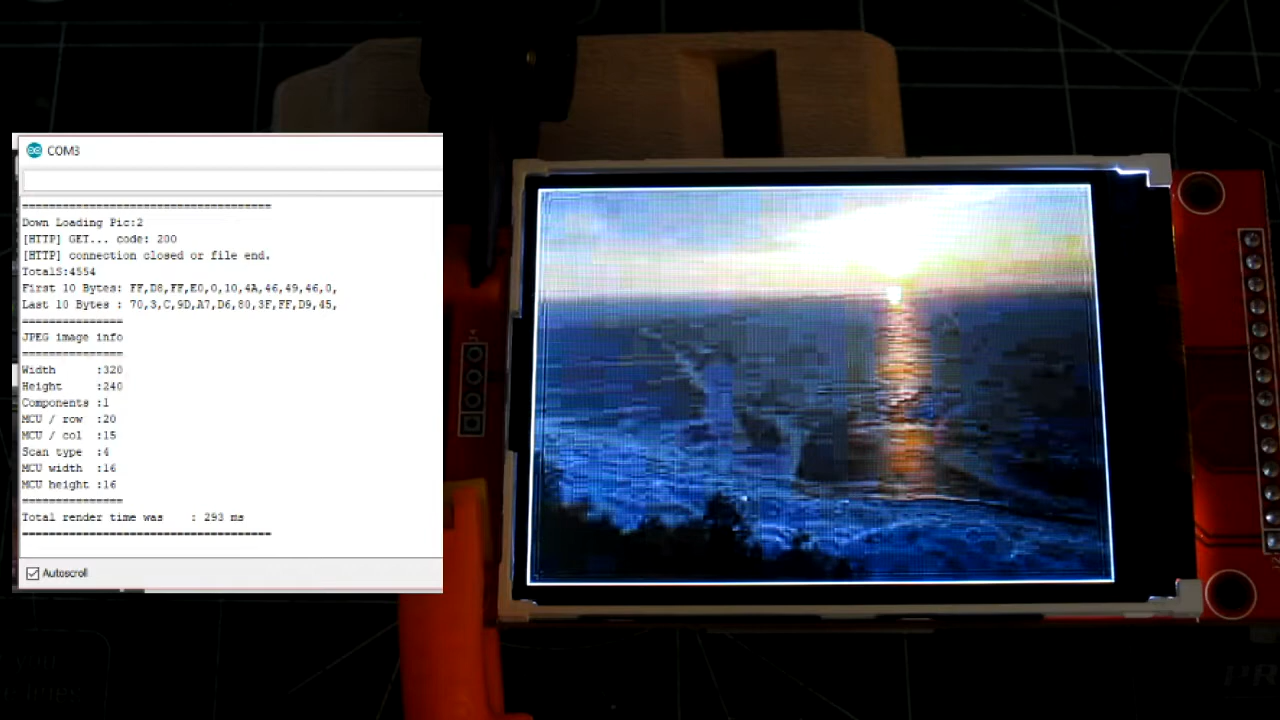 COM3
=====================================
Down Loading Pic:2
[HTTP] GET... code: 200
[HTTP] connection closed or file end.
TotalS:4554
First 10 Bytes: FF,D8,FF,E0,0,10,4A,46,49,46,0,
Last 10 Bytes : 70,3,C,9D,A7,D6,80,3F,FF,D9,45,
===============
JPEG image info
===============
Width      :320
Height     :240
Components :1
MCU / row  :20
MCU / col  :15
Scan type  :4
MCU width  :16
MCU height :16
===============
Total render time was    : 293 ms
=====================================
Autoscroll